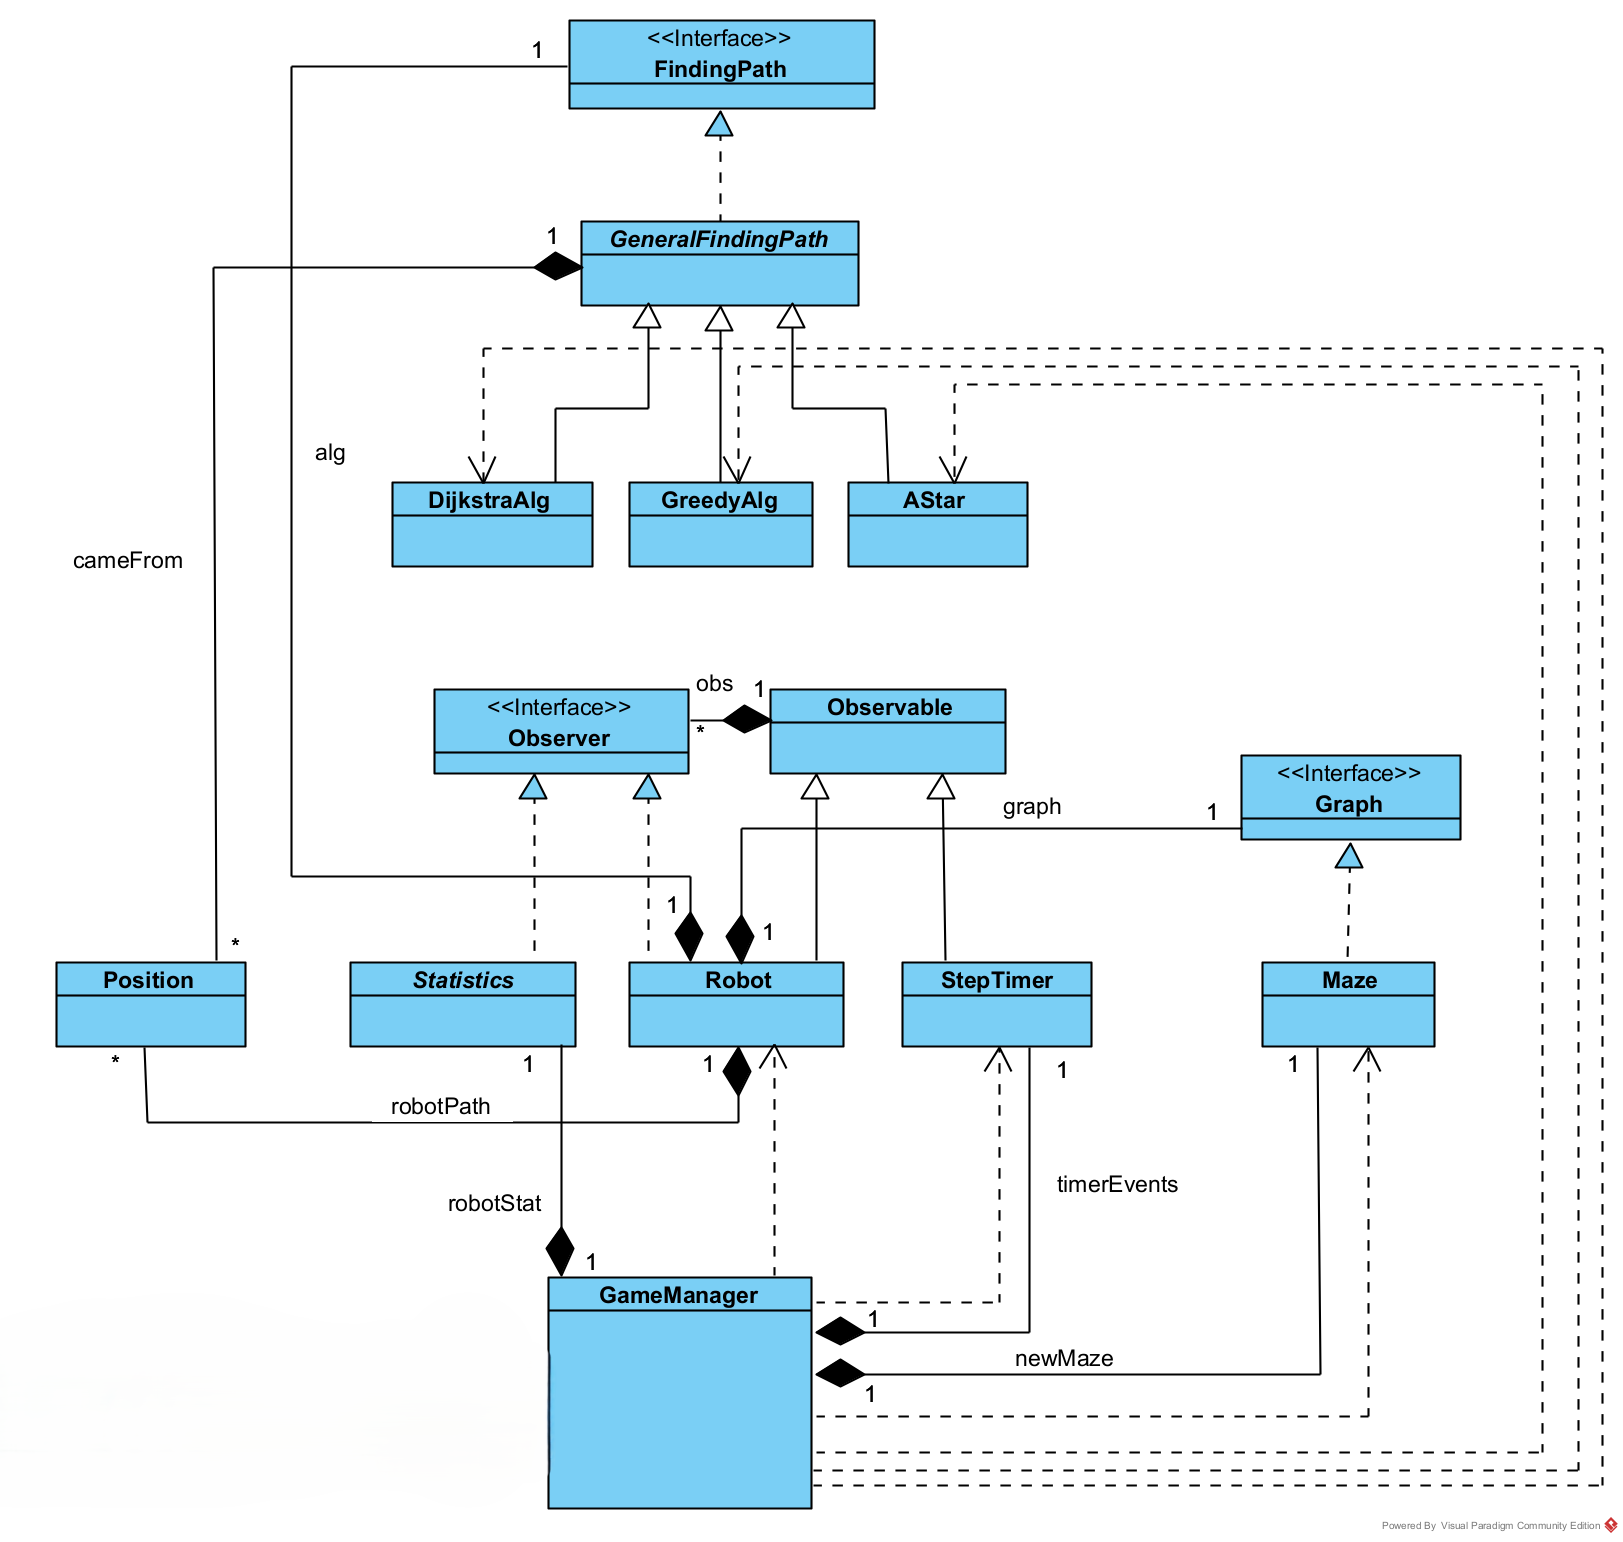 1
<<Interface>>
FindingPath
1
GeneralFindingPath
alg
DijkstraAlg
GreedyAlg
AStar
cameFrom
obs
1
<<Interface>>
Observer
*
Observable
<<Interface>>
Graph
graph
1
1
1
*
Position
Statistics
Robot
StepTimer
Maze
*
1
1
1
1
robotPath
timerEvents
robotStat
1
GameManager
1
newMaze
1
Powered By Visual Paradigm Community Edition